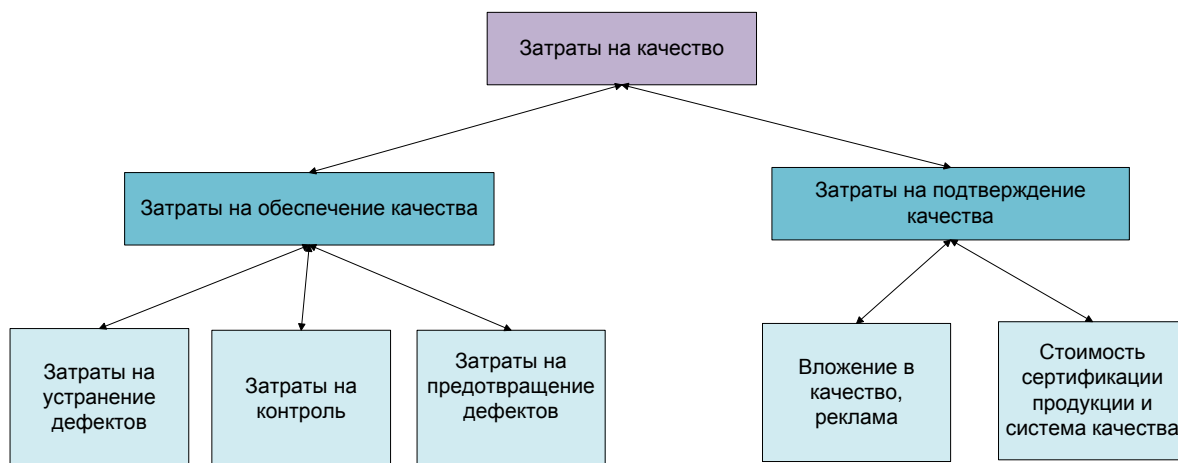 Затраты на качество
Затраты на обеспечение качества
Затраты на подтверждение
качества
Затраты на
устранение
дефектов
Затраты на
контроль
Затраты на
предотвращение
дефектов
Вложение в
качество,
реклама
Стоимость
сертификации
продукции и
система качества